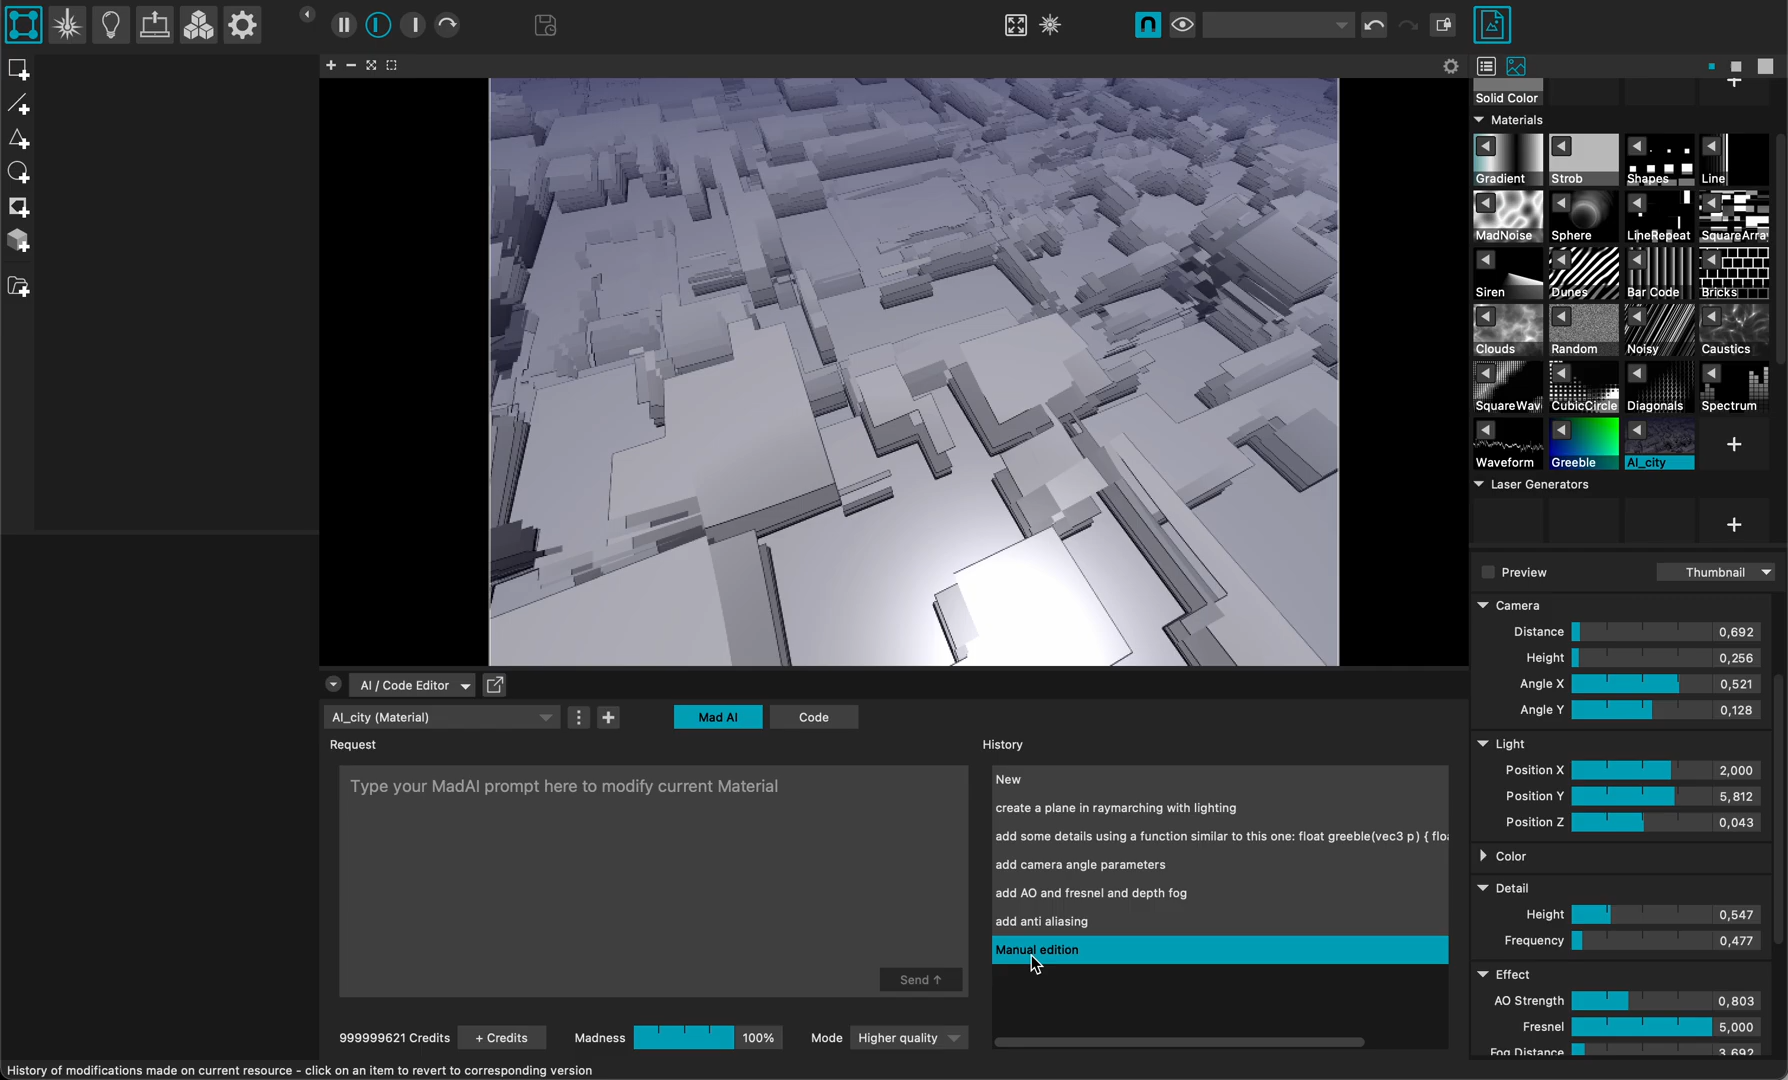 Solid Color
Materials
Gradient
Strob
Shapes
Line
MadNoise
Sphere
LineRepeat
SquareArra
Siren
Dunes
Bar Code
Bricks
Clouds
Random
Noisy
Caustics
SquareWav
CubicCircle
Diagonals
Spectrum
Waveform
Greeble
AI_city
Laser Generators
Preview
Thumbnail
Camera
Distance 0,692
Height 0,256
Angle X 0,521
Angle Y 0,128
Light
Position X 2,000
Position Y 5,812
Position Z 0,043
Color
Detail
Height 0,547
Frequency 0,477
Effect
AO Strength 0,803
Fresnel 5,000
Fog Distance 3,692
AI / Code Editor
AI_city (Material)
Mad AI
Code
Request
Type your MadAI prompt here to modify current Material
Send ↑
999999621 Credits
+ Credits
Madness 100%
Mode Higher quality
History
New
create a plane in raymarching with lighting
add some details using a function similar to this one: float greeble(vec3 p) { floa
add camera angle parameters
add AO and fresnel and depth fog
add anti aliasing
Manual edition
History of modifications made on current resource - click on an item to revert to corresponding version